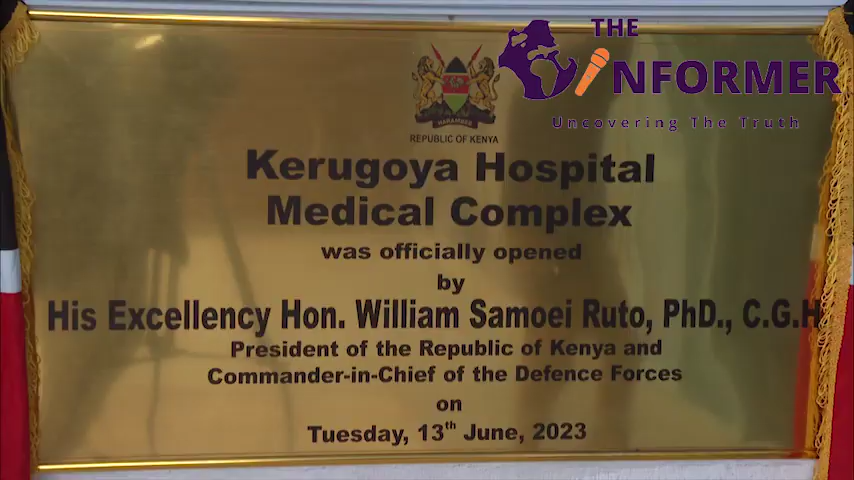 THE
INFORMER
Uncovering The Truth
HARAMBEE
REPUBLIC OF KENYA
Kerugoya Hospital
Medical Complex
was officially opened
by
His Excellency Hon. William Samoei Ruto, PhD., C.G.H
President of the Republic of Kenya and
Commander-in-Chief of the Defence Forces
on
Tuesday, 13th June, 2023